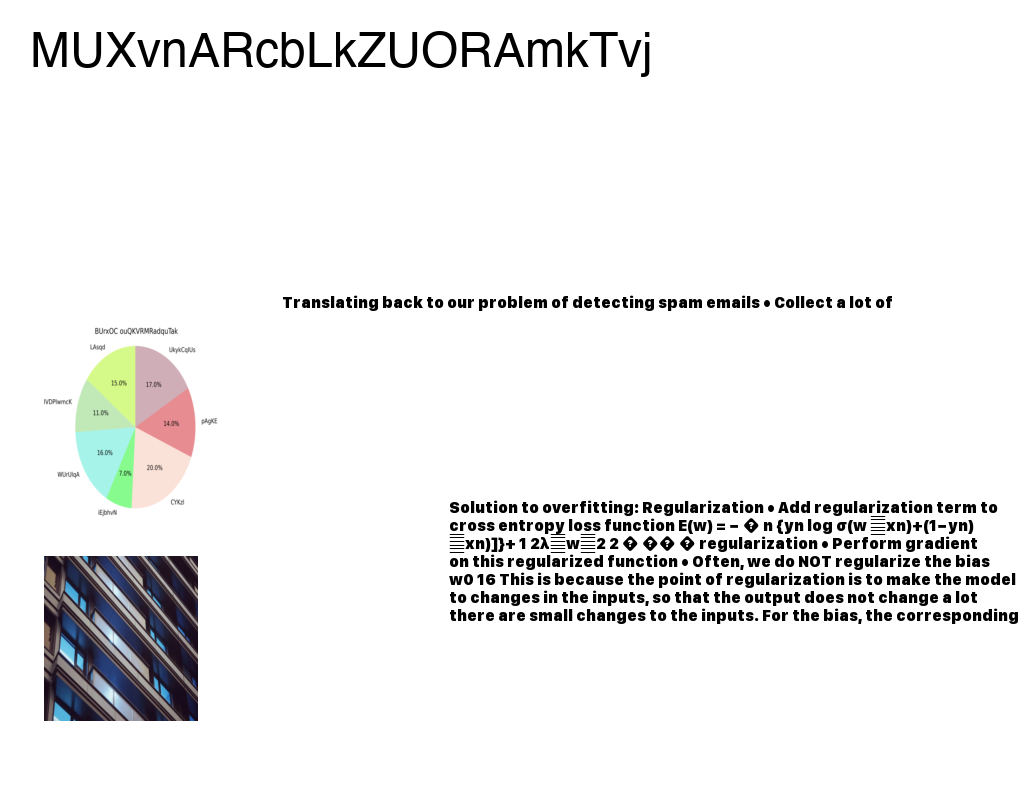 MUXvnARcbLkZUORAmkTvj
Translating back to our problem of detecting spam emails • Collect a lot of
BUrxOC ouQKVRMRadquTak
LAsqd
UkykCqIUs
15.0%
17.0%
IVDPIwmcK
11.0%
14.0%
pAgKE
16.0%
20.0%
WUrUIqA
7.0%
CYKzI
iEjbhvN
Solution to overfitting: Regularization • Add regularization term to
cross entropy loss function E(w) = − � n {yn log σ(w 𝑇xn)+(1−yn)
xn)]}+ 1 2λ w 2 2 � � � � regularization • Perform gradient
on this regularized function • Often, we do NOT regularize the bias
w0 16 This is because the point of regularization is to make the model
to changes in the inputs, so that the output does not change a lot
there are small changes to the inputs. For the bias, the corresponding